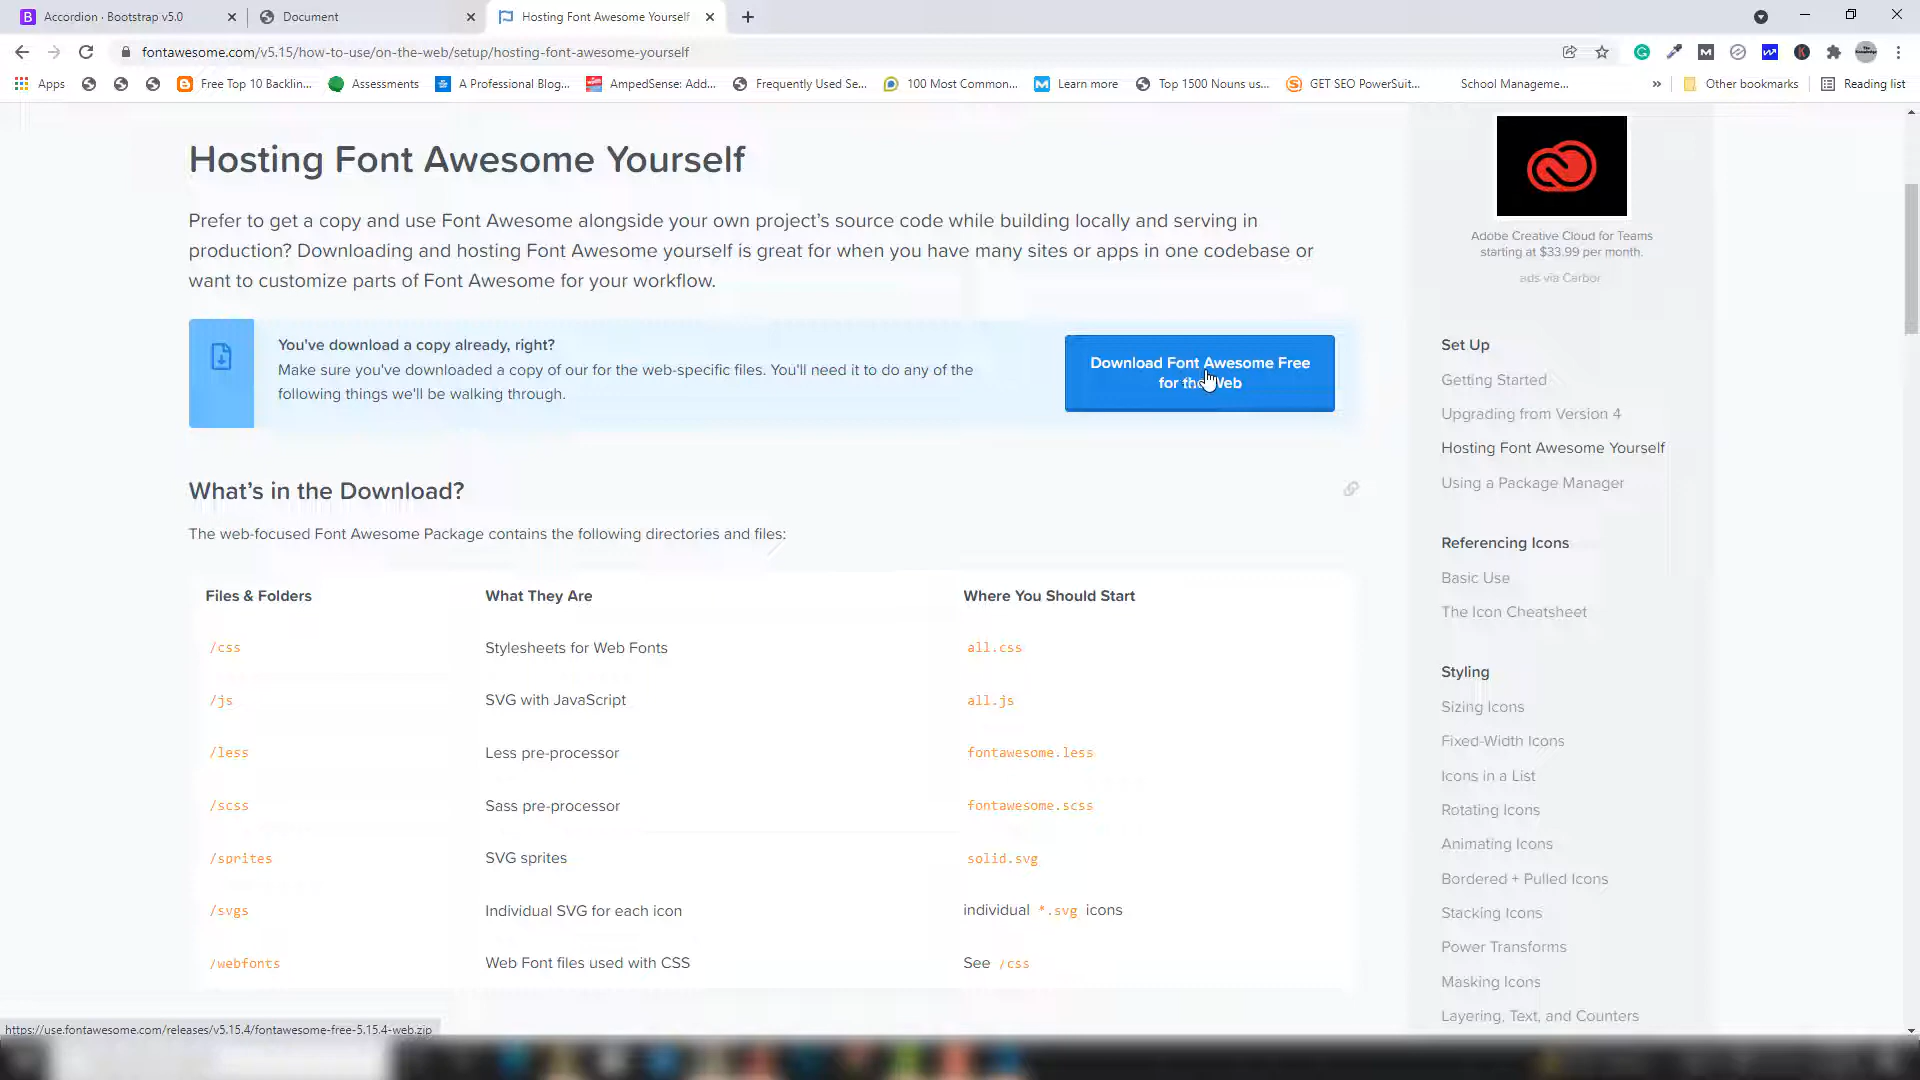 Accordion · Bootstrap v5.0
Document
Hosting Font Awesome Yourself
fontawesome.com/v5.15/how-to-use/on-the-web/setup/hosting-font-awesome-yourself
Apps
Free Top 10 Backlin...
Assessments
A Professional Blog...
AmpedSense: Add...
Frequently Used Se...
100 Most Common...
Learn more
Top 1500 Nouns us...
GET SEO PowerSuit...
School Manageme...
»
Other bookmarks
Reading list
Hosting Font Awesome Yourself
Prefer to get a copy and use Font Awesome alongside your own project's source code while building locally and serving in
production? Downloading and hosting Font Awesome yourself is great for when you have many sites or apps in one codebase or
want to customize parts of Font Awesome for your workflow.
You've download a copy already, right?
Make sure you've downloaded a copy of our for the web-specific files. You'll need it to do any of the
following things we'll be walking through.
Download Font Awesome Free
for the Web
What's in the Download?
The web-focused Font Awesome Package contains the following directories and files:
Files & Folders What They Are Where You Should Start
/css Stylesheets for Web Fonts all.css
/js SVG with JavaScript all.js
/less Less pre-processor fontawesome.less
/scss Sass pre-processor fontawesome.scss
/sprites SVG sprites solid.svg
/svgs Individual SVG for each icon individual *.svg icons
/webfonts Web Font files used with CSS See /css
Adobe Creative Cloud for Teams
starting at $33.99 per month.
ads via Carbon
Set Up
Getting Started
Upgrading from Version 4
Hosting Font Awesome Yourself
Using a Package Manager
Referencing Icons
Basic Use
The Icon Cheatsheet
Styling
Sizing Icons
Fixed-Width Icons
Icons in a List
Rotating Icons
Animating Icons
Bordered + Pulled Icons
Stacking Icons
Power Transforms
Masking Icons
Layering, Text, and Counters
https://use.fontawesome.com/releases/v5.15.4/fontawesome-free-5.15.4-web.zip